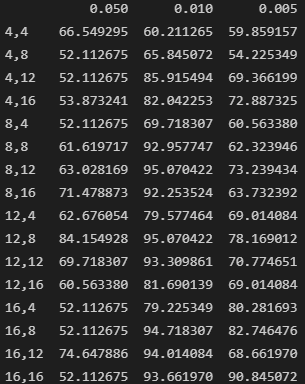 0.050 0.010 0.005
4,4 66.549295 60.211265 59.859157
4,8 52.112675 65.845072 54.225349
4,12 52.112675 85.915494 69.366199
4,16 53.873241 82.042253 72.887325
8,4 52.112675 69.718307 60.563380
8,8 61.619717 92.957747 62.323946
8,12 63.028169 95.070422 73.239434
8,16 71.478873 92.253524 63.732392
12,4 62.676054 79.577464 69.014084
12,8 84.154928 95.070422 78.169012
12,12 69.718307 93.309861 70.774651
12,16 60.563380 81.690139 69.014084
16,4 52.112675 79.225349 80.281693
16,8 52.112675 94.718307 82.746476
16,12 74.647886 94.014084 68.661970
16,16 52.112675 93.661970 90.845072